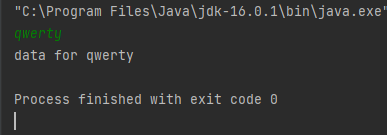 "C:\Program Files\Java\jdk-16.0.1\bin\java.exe"
qwerty
data for qwerty
Process finished with exit code 0